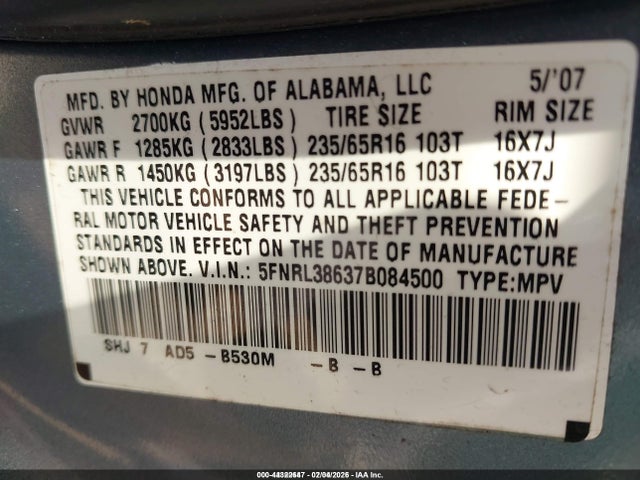 MFD. BY HONDA MFG. OF ALABAMA, LLC 5/'07
GVWR 2700KG (5952LBS) TIRE SIZE RIM SIZE
GAWR F 1285KG (2833LBS) 235/65R16 103T 16X7J
GAWR R 1450KG (3197LBS) 235/65R16 103T 16X7J
THIS VEHICLE CONFORMS TO ALL APPLICABLE FEDE-
RAL MOTOR VEHICLE SAFETY AND THEFT PREVENTION
STANDARDS IN EFFECT ON THE DATE OF MANUFACTURE
SHOWN ABOVE. V.I.N.: 5FNRL38637B084500 TYPE:MPV
SHJ 7 AD5 -B530M -B -B
02/04/2026 | IAA Inc.